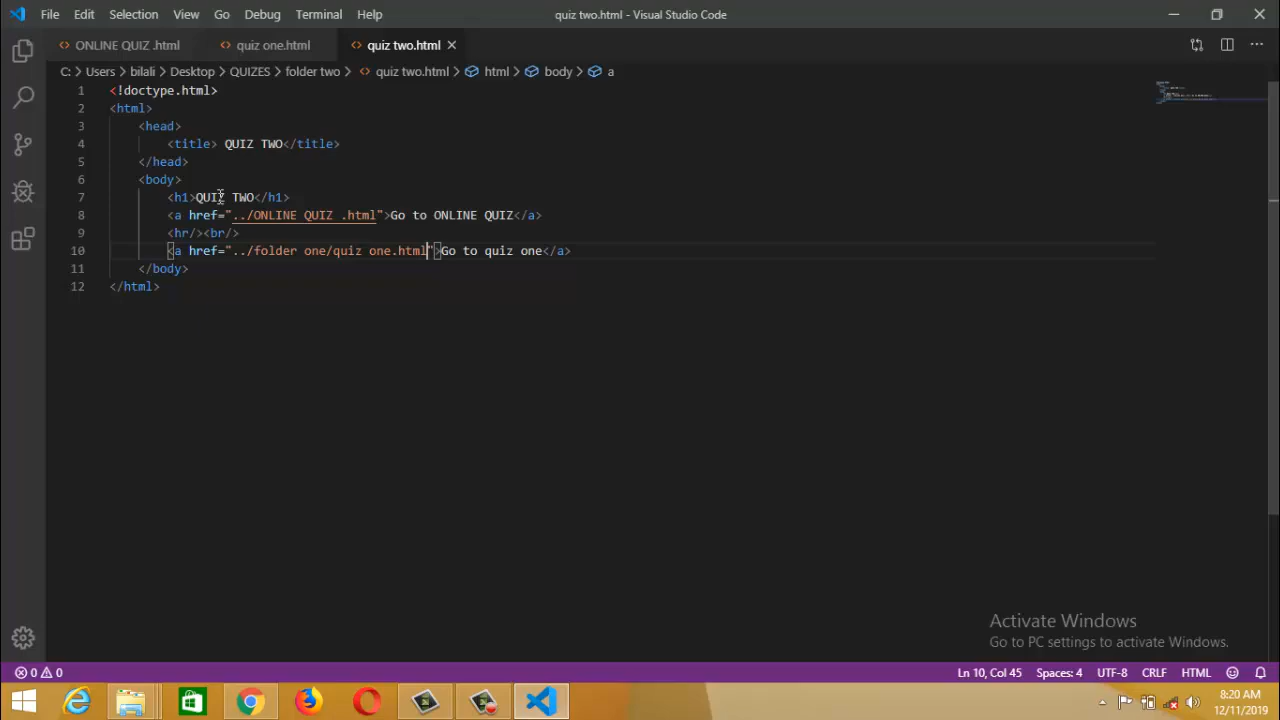 File Edit Selection View Go Debug Terminal Help
quiz two.html - Visual Studio Code
ONLINE QUIZ .html quiz one.html quiz two.html
C: > Users > bilali > Desktop > QUIZES > folder two > quiz two.html > html > body > a
1 <!doctype.html>
2 <html>
3 <head>
4 <title> QUIZ TWO</title>
5 </head>
6 <body>
7 <h1>QUIZ TWO</h1>
8 <a href="../ONLINE QUIZ .html">Go to ONLINE QUIZ</a>
9 <hr/><br/>
10 <a href="../folder one/quiz one.html">Go to quiz one</a>
11 </body>
12 </html>
Activate Windows
Go to PC settings to activate Windows.
0 0 Ln 10, Col 45 Spaces: 4 UTF-8 CRLF HTML
8:20 AM
12/11/2019